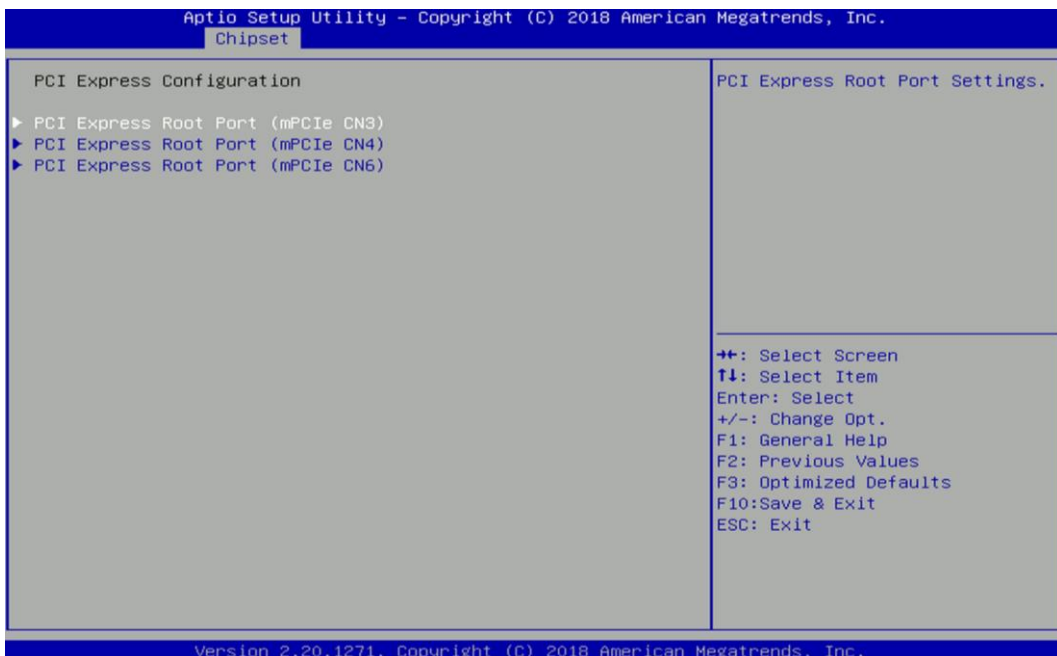 Aptio Setup Utility – Copyright (C) 2018 American Megatrends, Inc.
Chipset
PCI Express Configuration
▶ PCI Express Root Port (mPCIe CN3)
▶ PCI Express Root Port (mPCIe CN4)
▶ PCI Express Root Port (mPCIe CN6)
PCI Express Root Port Settings.
→←: Select Screen
↑↓: Select Item
Enter: Select
+/-: Change Opt.
F1: General Help
F2: Previous Values
F3: Optimized Defaults
F10:Save & Exit
ESC: Exit
Version 2.20.1271. Copyright (C) 2018 American Megatrends, Inc.